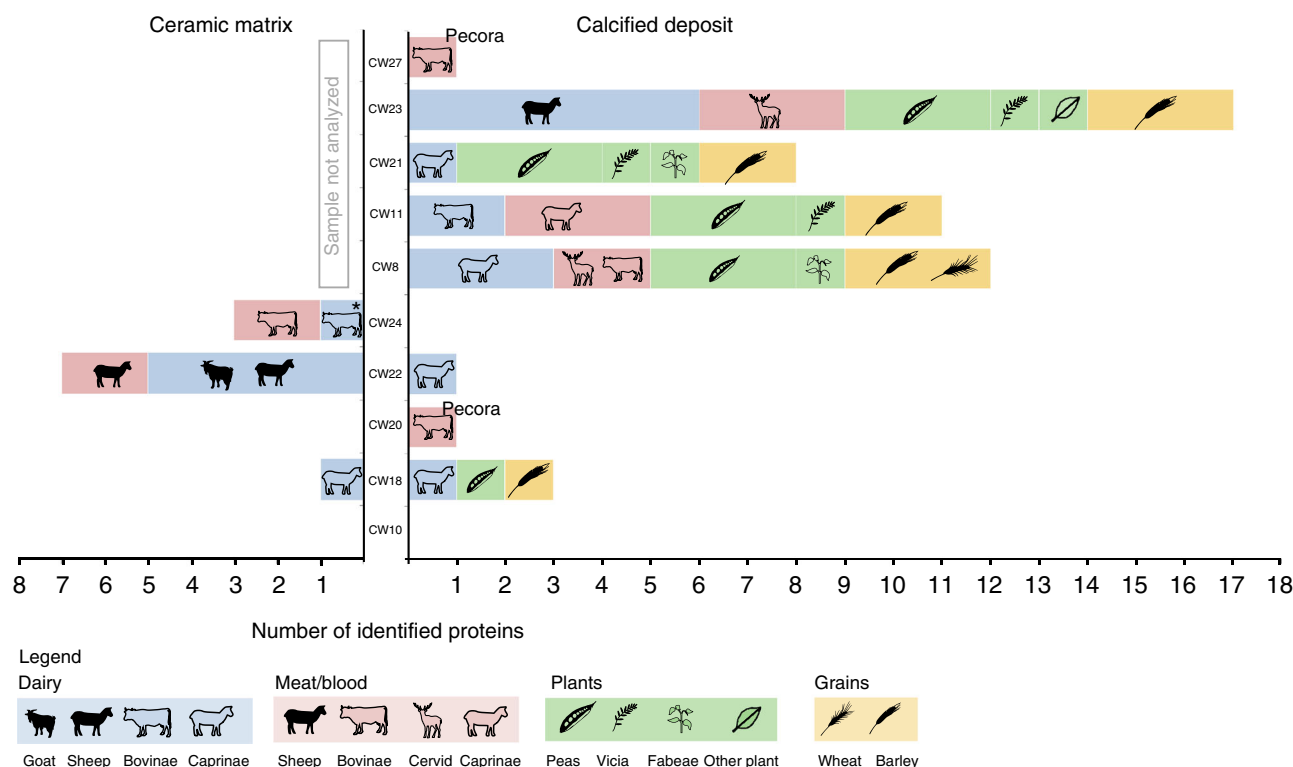 Ceramic matrix
Calcified deposit
Sample not analyzed
Pecora
CW27
CW23
CW21
CW11
CW8
*
CW24
CW22
Pecora
CW20
CW18
CW10
8 7 6 5 4 3 2 1
1 2 3 4 5 6 7 8 9 10 11 12 13 14 15 16 17 18
Number of identified proteins
Legend
Dairy
Goat Sheep Bovinae Caprinae
Meat/blood
Sheep Bovinae Cervid Caprinae
Plants
Peas Vicia Fabeae Other plant
Grains
Wheat Barley